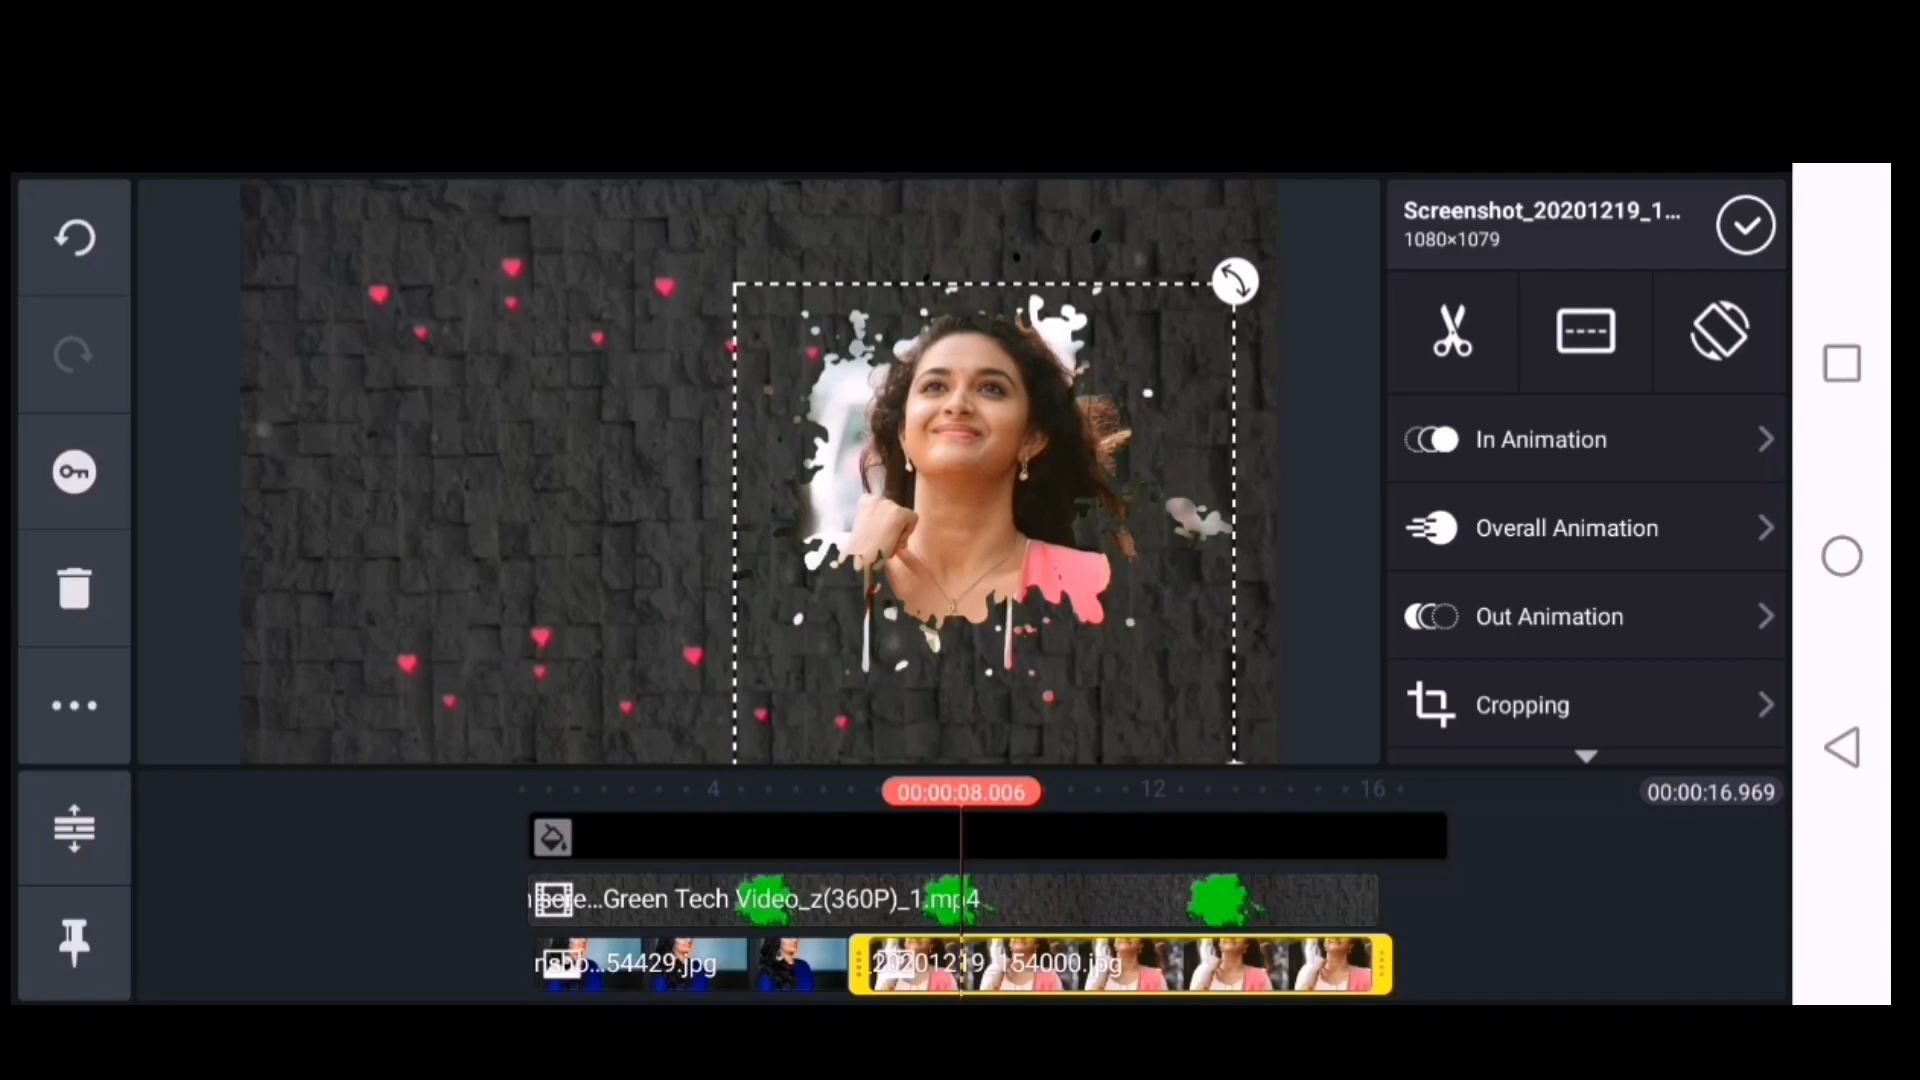 Screenshot_20201219_1...
1080×1079
In Animation
Overall Animation
Out Animation
Cropping
4
00:00:08.006
12
16
00:00:16.969
...Green Tech Video_z(360P)_1.mp4
...54429.jpg
20201219_154000.jpg